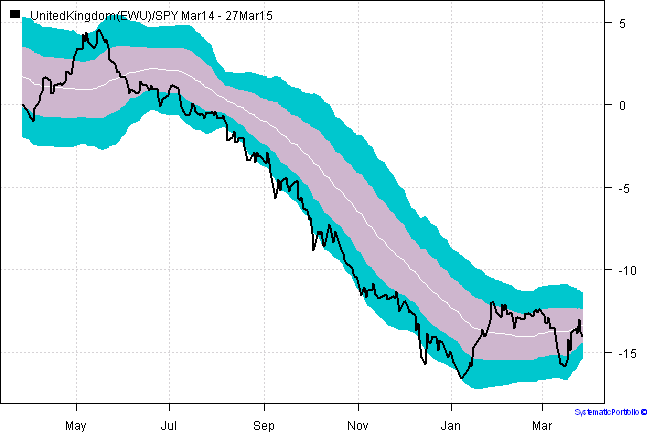 UnitedKingdom(EWU)/SPY Mar14 - 27Mar15
5
0
-5
-10
-15
May Jul Sep Nov Jan Mar
SystematicPortfolio ©